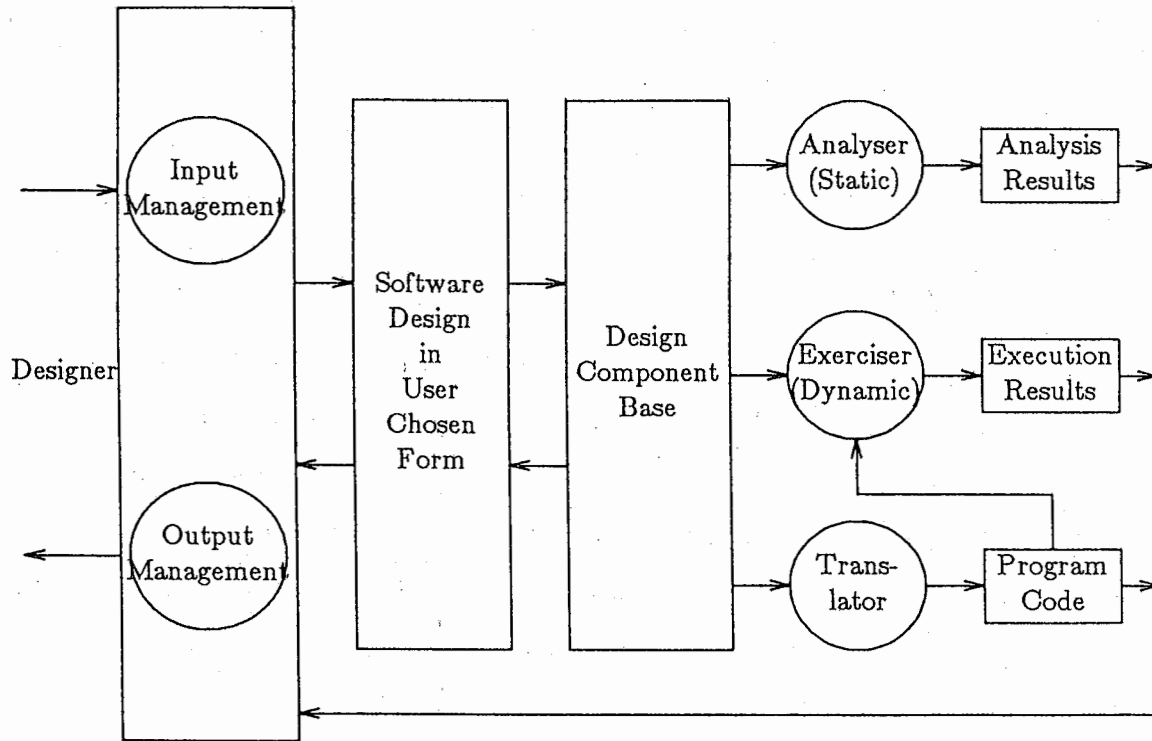 Designer
Input
Management
Output
Management
Software
Design
in
User
Chosen
Form
Design
Component
Base
Analyser
(Static)
Analysis
Results
Exerciser
(Dynamic)
Execution
Results
Trans-
lator
Program
Code